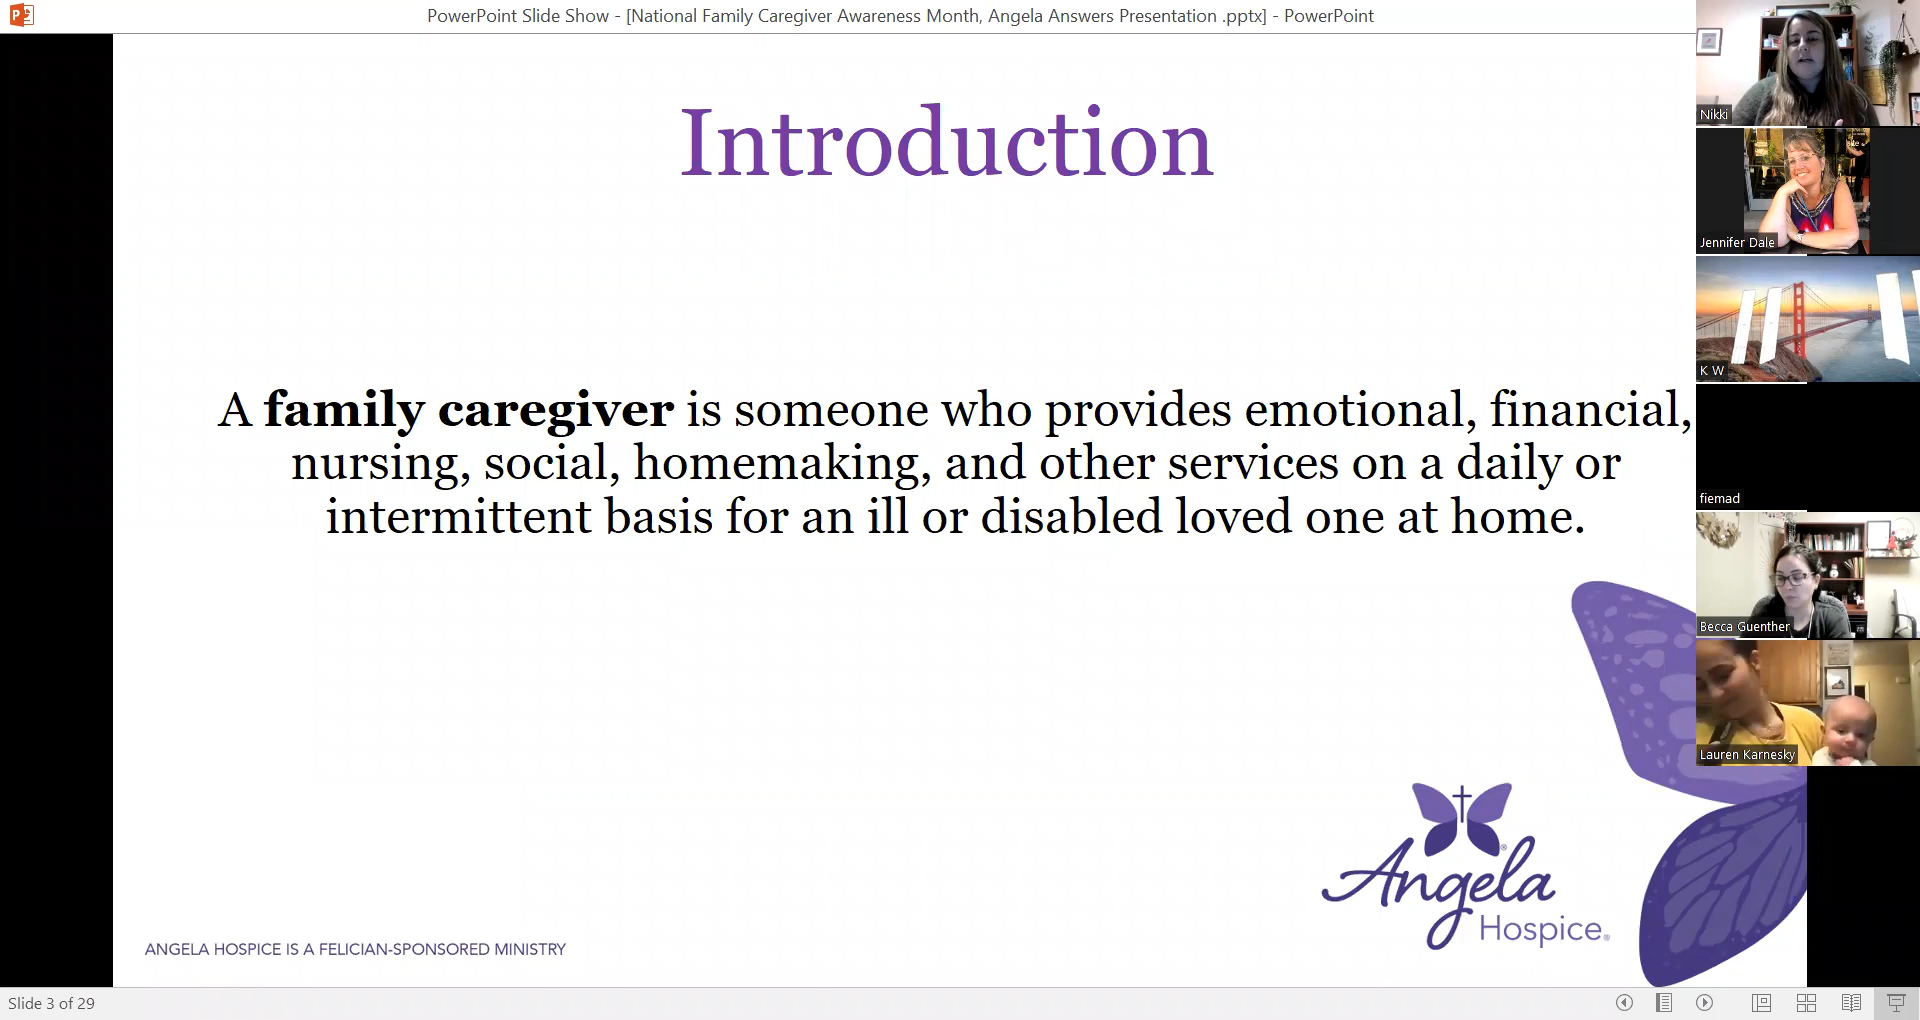 PowerPoint Slide Show - [National Family Caregiver Awareness Month, Angela Answers Presentation .pptx] - PowerPoint
Introduction
A family caregiver is someone who provides emotional, financial,
nursing, social, homemaking, and other services on a daily or
intermittent basis for an ill or disabled loved one at home.
Angela
Hospice®
ANGELA HOSPICE IS A FELICIAN-SPONSORED MINISTRY
Slide 3 of 29
Nikki
Jennifer Dale
K W
fiemad
Becca Guenther
Lauren Karnesky